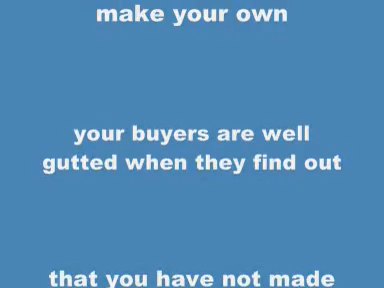 make your own
your buyers are well
gutted when they find out
that you have not made